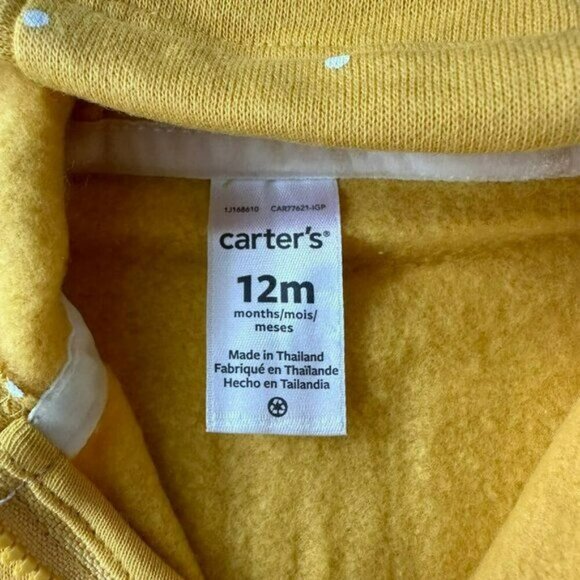 1J168610 CAR77621-IGP
carter's®
12m
months/mois/
meses
Made in Thailand
Fabriqué en Thaïlande
Hecho en Tailandia